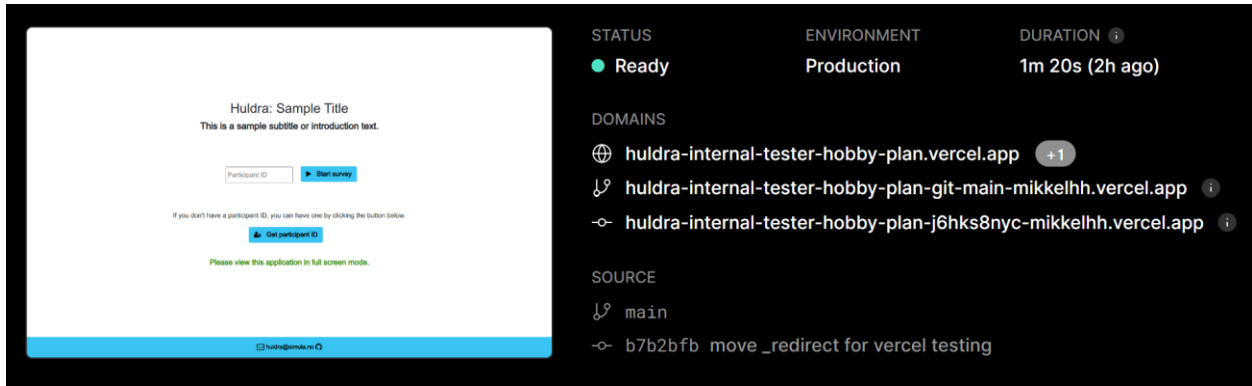 Huldra: Sample Title
This is a sample subtitle or introduction text.
Participant ID
Start survey
If you don't have a participant ID, you can have one by clicking the button below.
Get participant ID
Please view this application in full screen mode.
huldra@simula.no
STATUS
Ready
ENVIRONMENT
Production
DURATION
1m 20s (2h ago)
DOMAINS
huldra-internal-tester-hobby-plan.vercel.app +1
huldra-internal-tester-hobby-plan-git-main-mikkelhh.vercel.app
huldra-internal-tester-hobby-plan-j6hks8nyc-mikkelhh.vercel.app
SOURCE
main
b7b2bfb move _redirect for vercel testing